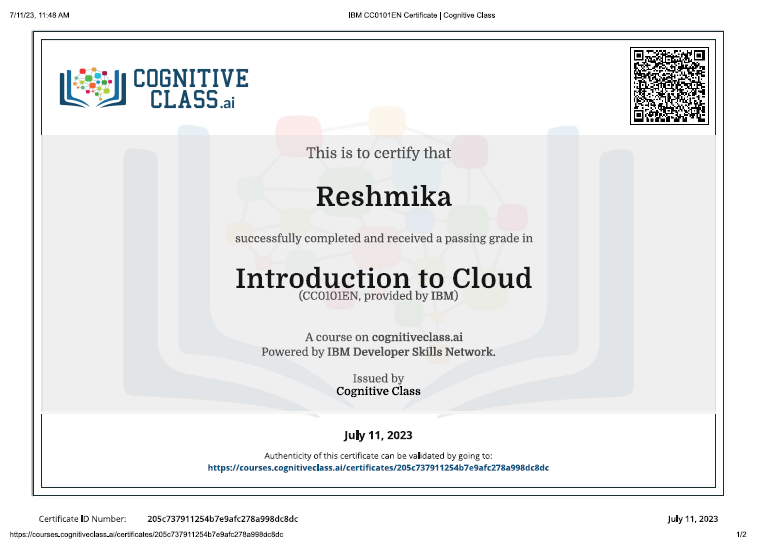 7/11/23, 11:48 AM IBM CC0101EN Certificate | Cognitive Class
COGNITIVE
CLASS.ai
This is to certify that
Reshmika
successfully completed and received a passing grade in
Introduction to Cloud
(CC0101EN, provided by IBM)
A course on cognitiveclass.ai
Powered by IBM Developer Skills Network.
Issued by
Cognitive Class
July 11, 2023
Authenticity of this certificate can be validated by going to:
https://courses.cognitiveclass.ai/certificates/205c737911254b7e9afc278a998dc8dc
Certificate ID Number: 205c737911254b7e9afc278a998dc8dc July 11, 2023
https://courses.cognitiveclass.ai/certificates/205c737911254b7e9afc278a998dc8dc 1/2